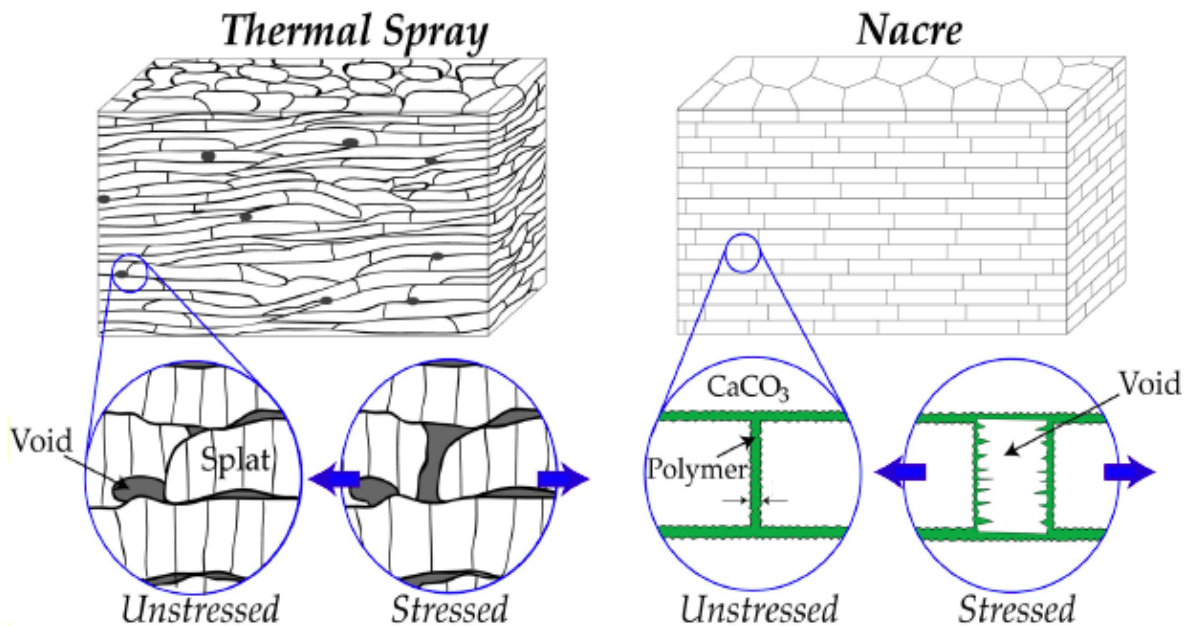 Thermal Spray
Nacre
Void
Splat
CaCO₃
Polymer
Void
Unstressed
Stressed
Unstressed
Stressed